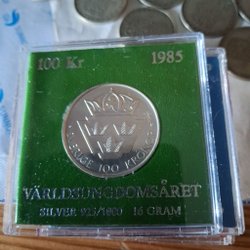 100 Kr 1985
SVERIGE 100 KRONOR
VÄRLDSUNGDOMSÅRET
SILVER 925/1000 16 GRAM